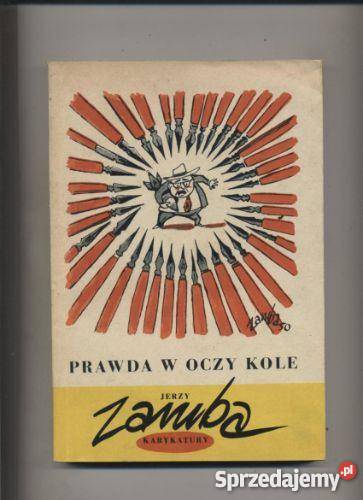 PRAWDA W OCZY KOLE
JERZY
Zaruba
KARYKATURY
Sprzedajemy.pl